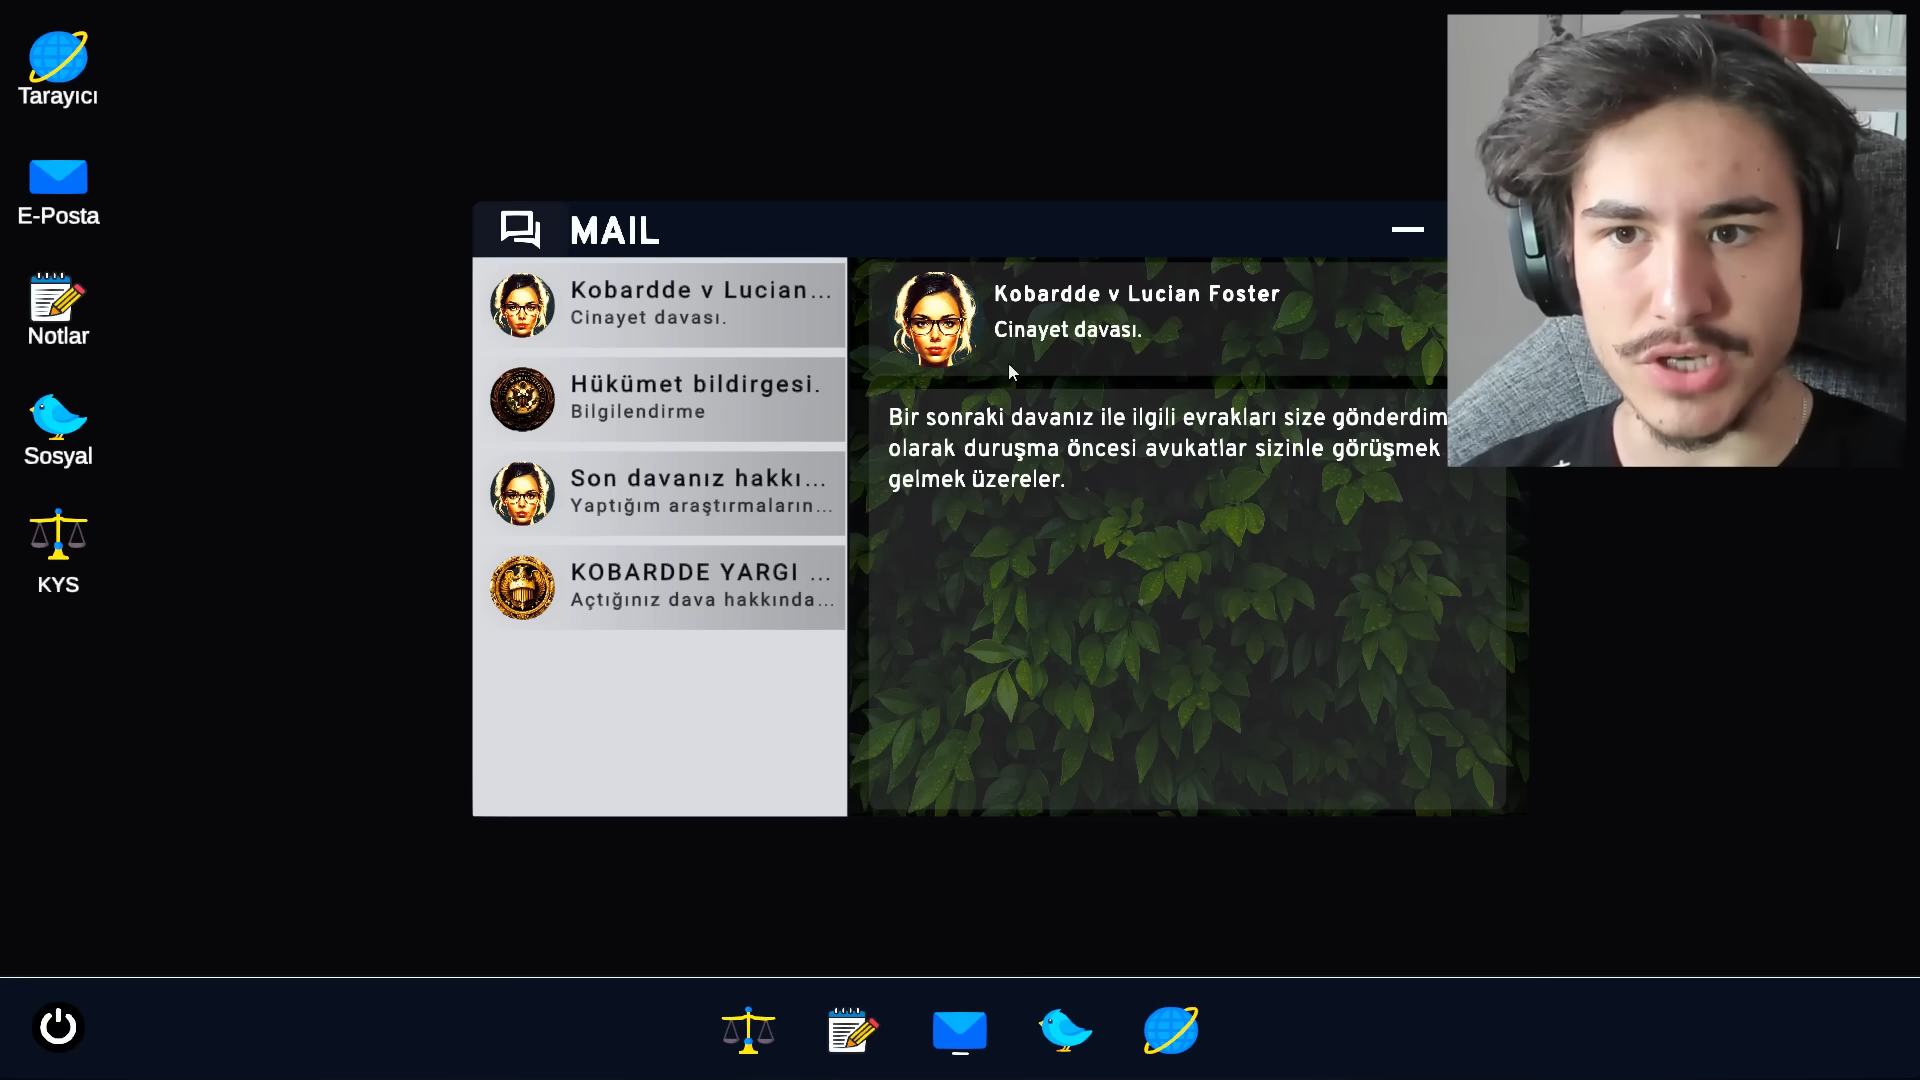 Tarayıcı
E-Posta
Notlar
Sosyal
KYS
MAIL
Kobardde v Lucian...
Cinayet davası.
Hükümet bildirgesi.
Bilgilendirme
Son davanız hakkı...
Yaptığım araştırmaların...
KOBARDDE YARGI ...
Açtığınız dava hakkında...
Kobardde v Lucian Foster
Cinayet davası.
Bir sonraki davanız ile ilgili evrakları size gönderdim
olarak duruşma öncesi avukatlar sizinle görüşmek
gelmek üzereler.